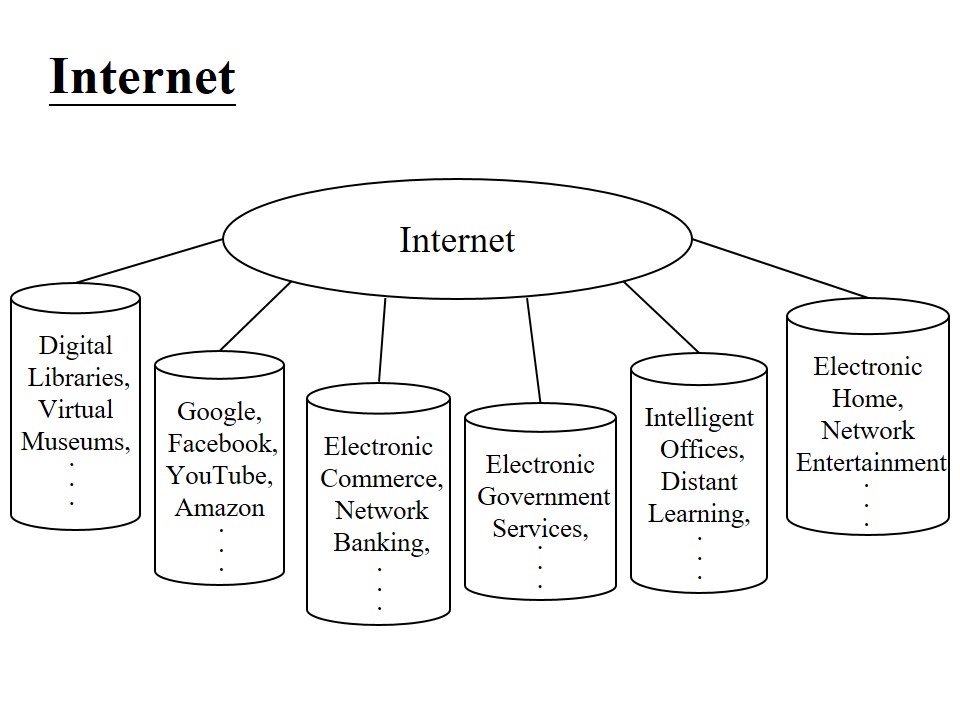 Internet
Internet
Digital
Libraries,
Virtual
Museums,
.
.
.
Google,
Facebook,
YouTube,
Amazon
.
.
.
Electronic
Commerce,
Network
Banking,
.
.
.
Electronic
Government
Services,
.
.
.
Intelligent
Offices,
Distant
Learning,
.
.
.
Electronic
Home,
Network
Entertainment
.
.
.